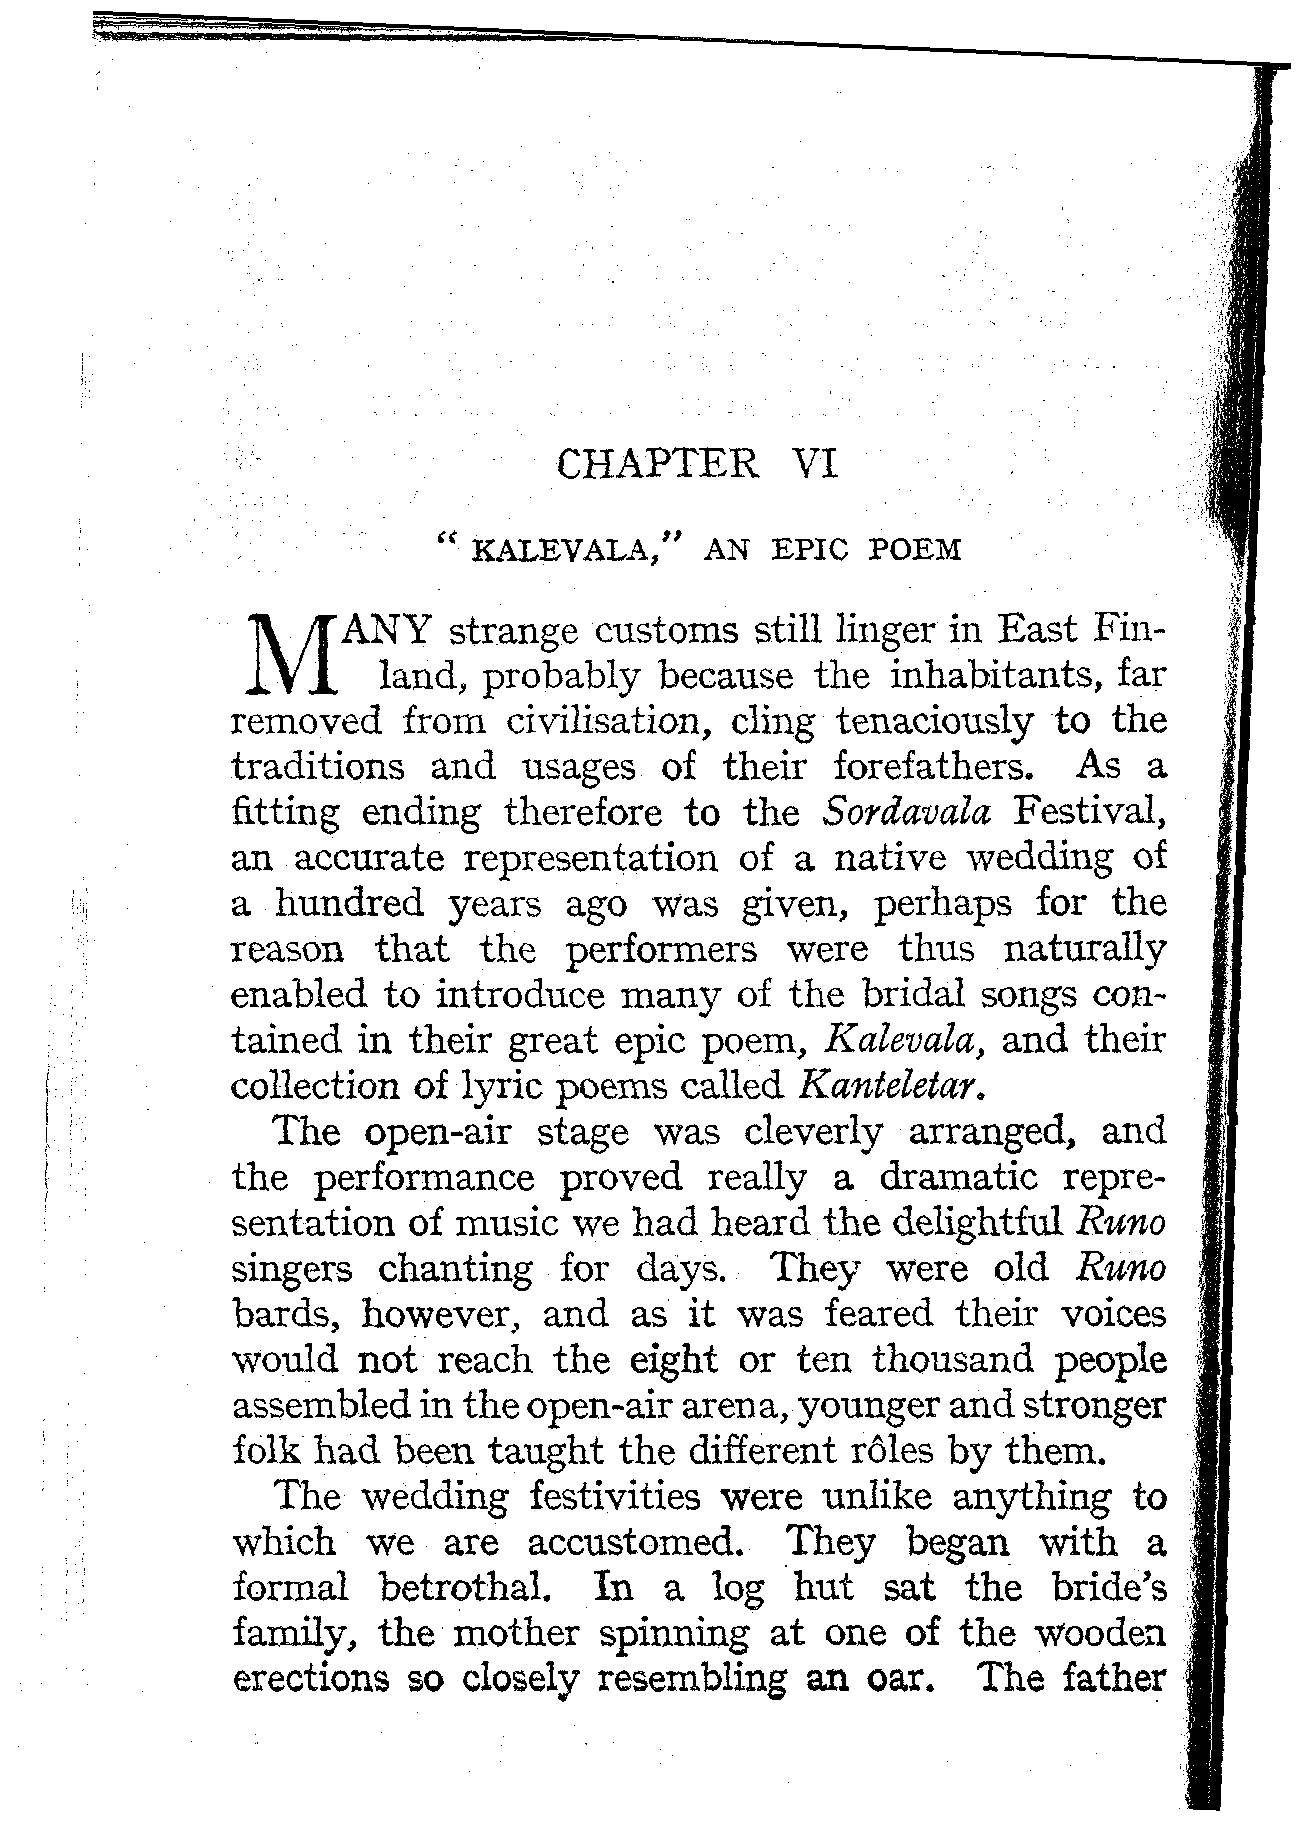 CHAPTER VI
" KALEVALA," AN EPIC POEM
MANY strange customs still linger in East Fin-
land, probably because the inhabitants, far
removed from civilisation, cling tenaciously to the
traditions and usages of their forefathers. As a
fitting ending therefore to the Sordavala Festival,
an accurate representation of a native wedding of
a hundred years ago was given, perhaps for the
reason that the performers were thus naturally
enabled to introduce many of the bridal songs con-
tained in their great epic poem, Kalevala, and their
collection of lyric poems called Kanteletar.
The open-air stage was cleverly arranged, and
the performance proved really a dramatic repre-
sentation of music we had heard the delightful Runo
singers chanting for days. They were old Runo
bards, however, and as it was feared their voices
would not reach the eight or ten thousand people
assembled in the open-air arena, younger and stronger
folk had been taught the different rôles by them.
The wedding festivities were unlike anything to
which we are accustomed. They began with a
formal betrothal. In a log hut sat the bride's
family, the mother spinning at one of the wooden
erections so closely resembling an oar. The father